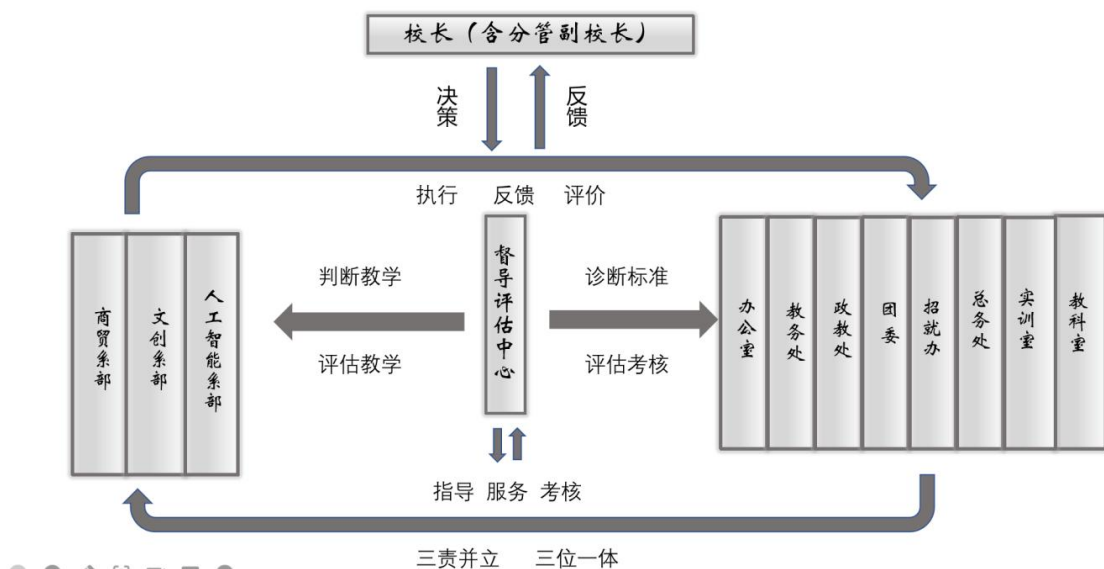 校长（含分管副校长）
决策
反馈
执行 反馈 评价
商贸系部
文创系部
人工智能系部
判断教学
评估教学
督导评估中心
诊断标准
评估考核
办公室
教务处
政教处
团委
招就办
总务处
实训室
教科室
指导 服务 考核
三责并立 三位一体